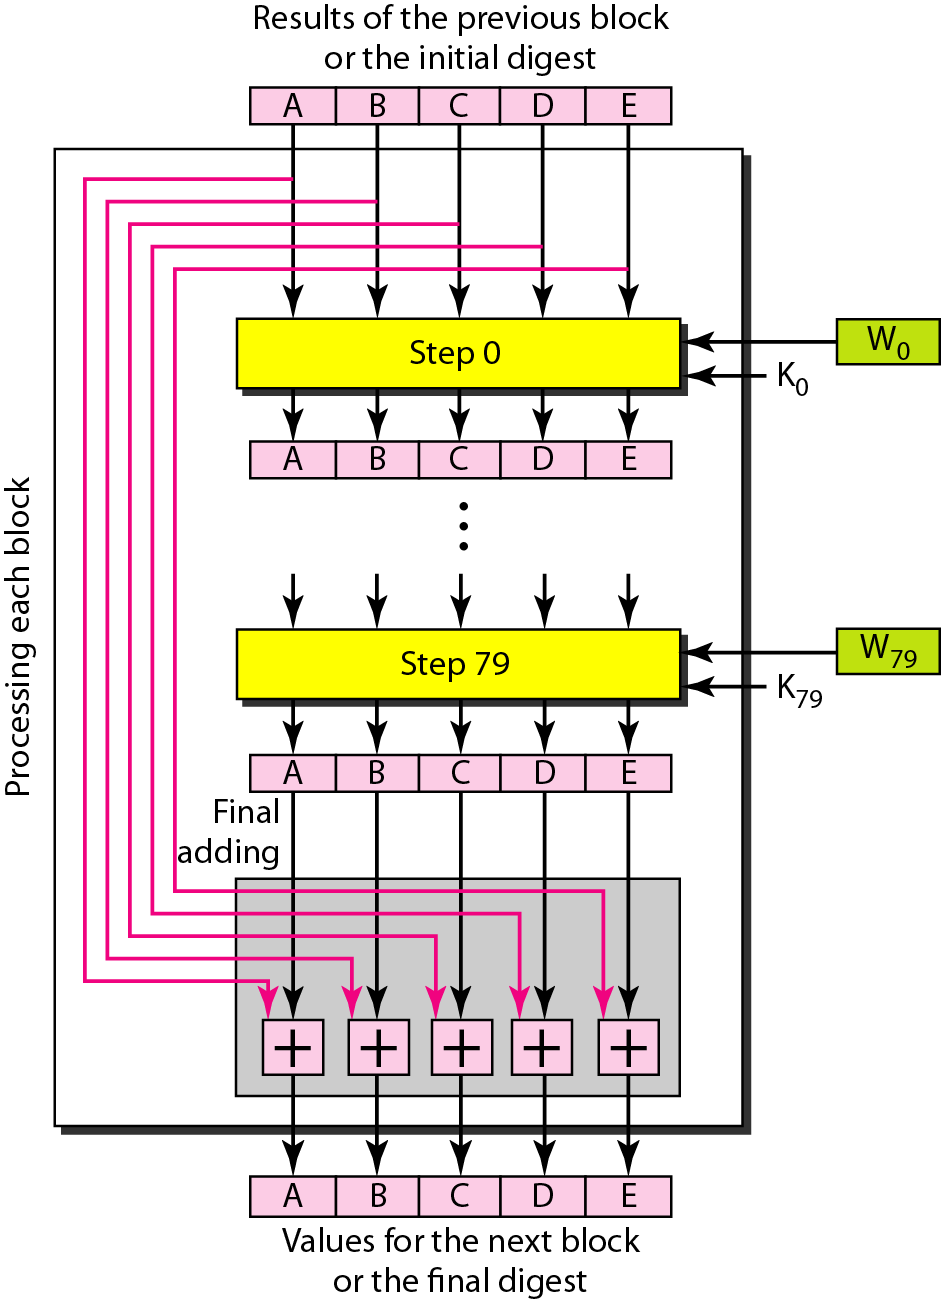 Results of the previous block
or the initial digest
A B C D E
Step 0
W0
K0
A B C D E
Processing each block
Step 79
W79
K79
A B C D E
Final
adding
+ + + + +
A B C D E
Values for the next block
or the final digest